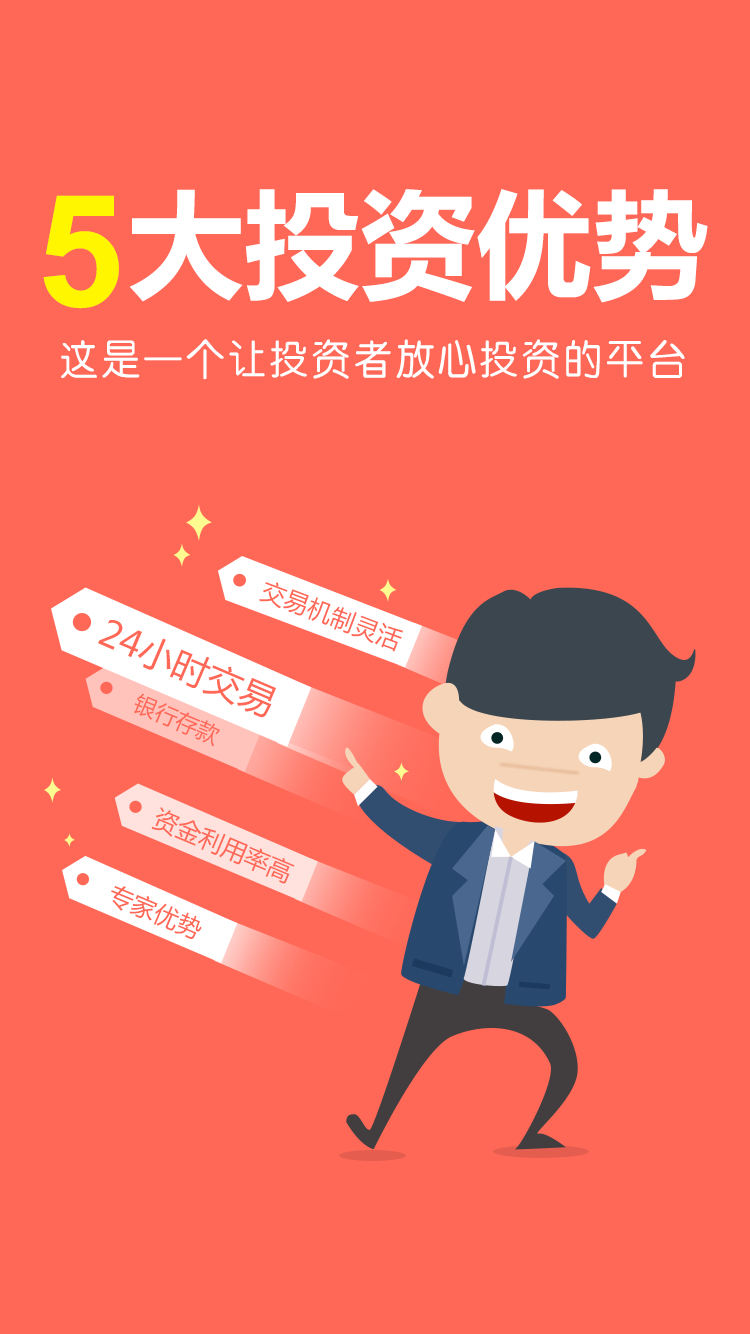 5大投资优势
这是一个让投资者放心投资的平台
交易机制灵活
24小时交易
银行存款
资金利用率高
专家优势